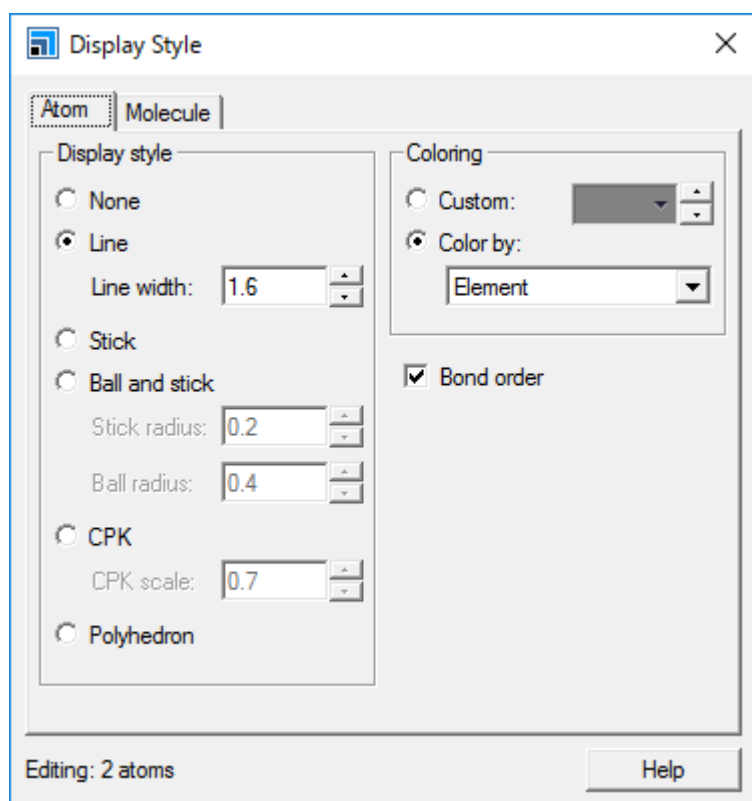 Display Style
Atom
Molecule
Display style
None
Line
Line width: 1.6
Stick
Ball and stick
Stick radius: 0.2
Ball radius: 0.4
CPK
CPK scale: 0.7
Polyhedron
Coloring
Custom:
Color by:
Element
Bond order
Editing: 2 atoms
Help